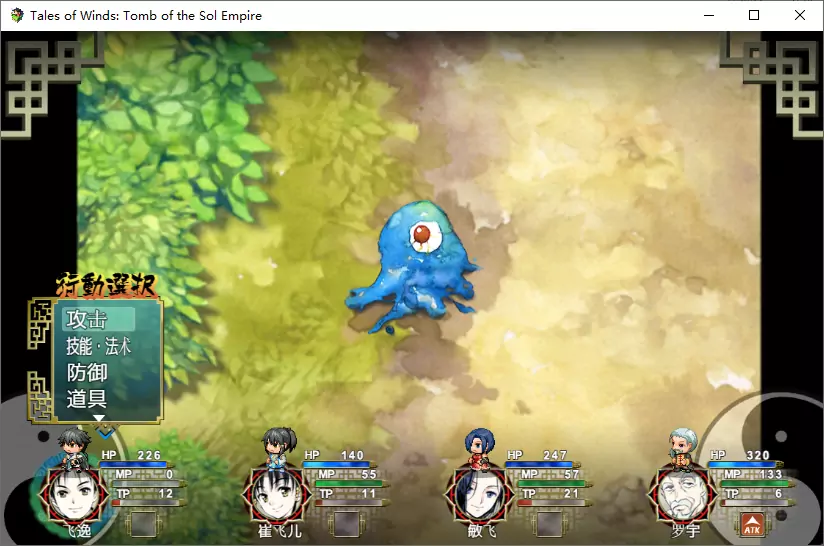 Tales of Winds: Tomb of the Sol Empire
行動選択
攻击
技能·法术
防御
道具
HP 226
MP 0
TP 12
飞逸
HP 140
MP 55
TP 11
崔飞儿
HP 247
MP 57
TP 21
敏飞
HP 320
MP 133
TP 6
罗宇
ATK